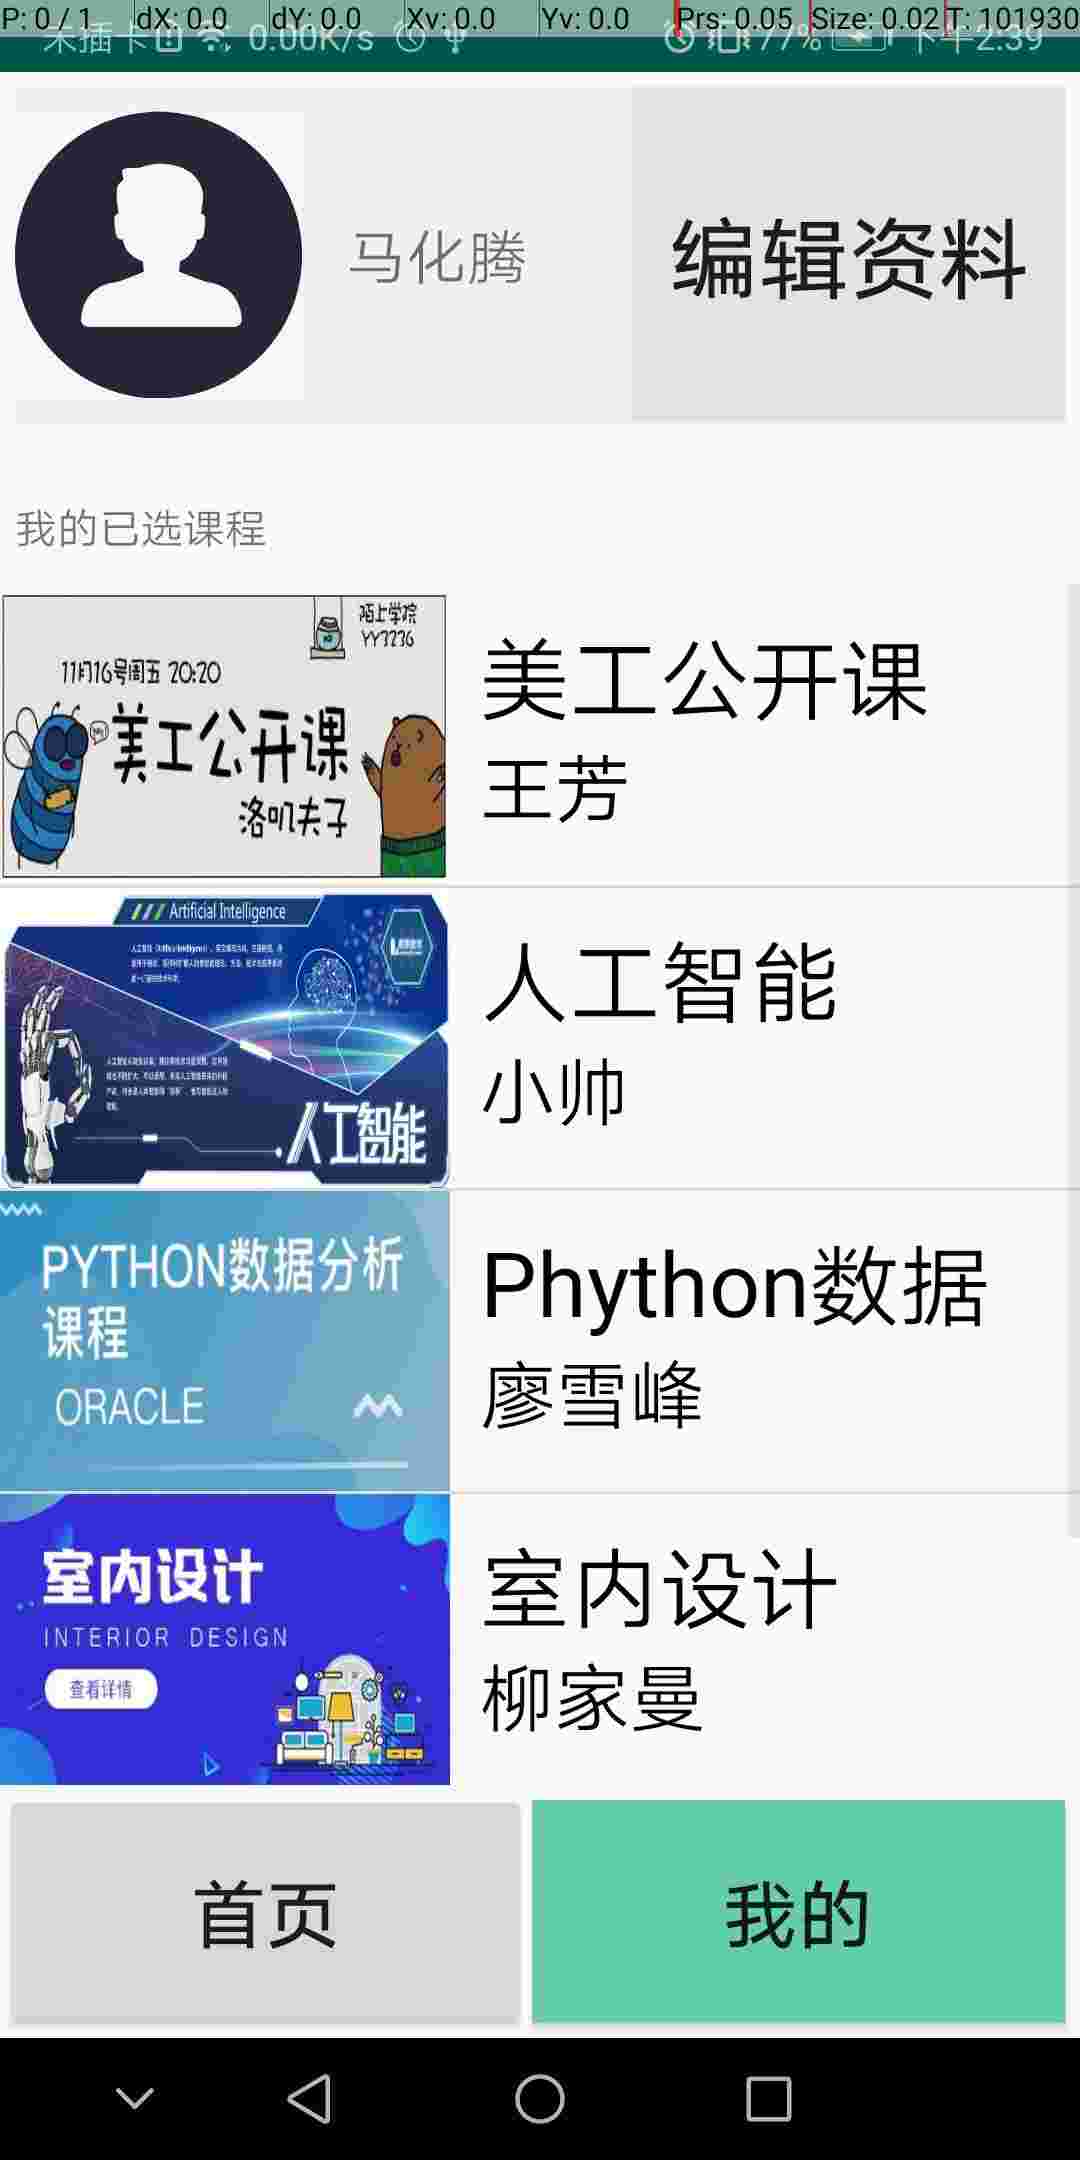 P: 0 / 1 dX: 0.0 dY: 0.0 Xv: 0.0 Yv: 0.0 Prs: 0.05 Size: 0.02 T: 101930
未插卡 0.00K/s 77% 下午2:39
马化腾
编辑资料
我的已选课程
陌上学院
YY3236
11月16号周五 20:20
美工公开课
洛叽夫子
美工公开课
王芳
Artificial Intelligence
人工智能
人工智能
小帅
PYTHON数据分析
课程
ORACLE
Phython数据
廖雪峰
室内设计
INTERIOR DESIGN
查看详情
室内设计
柳家曼
首页
我的